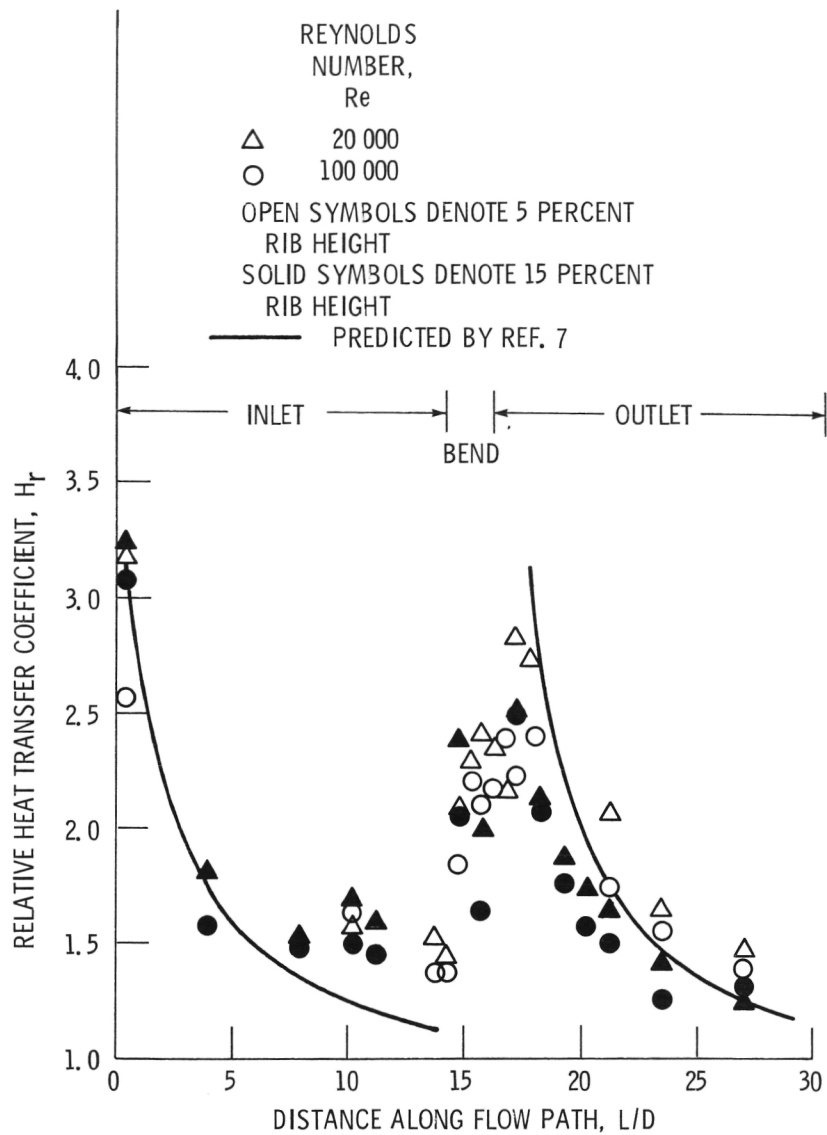 REYNOLDS
NUMBER,
Re
20 000
100 000
OPEN SYMBOLS DENOTE 5 PERCENT
RIB HEIGHT
SOLID SYMBOLS DENOTE 15 PERCENT
RIB HEIGHT
PREDICTED BY REF. 7
4.0
INLET
OUTLET
BEND
3.5
3.0
2.5
2.0
1.5
1.0
RELATIVE HEAT TRANSFER COEFFICIENT, Hr
0 5 10 15 20 25 30
DISTANCE ALONG FLOW PATH, L/D